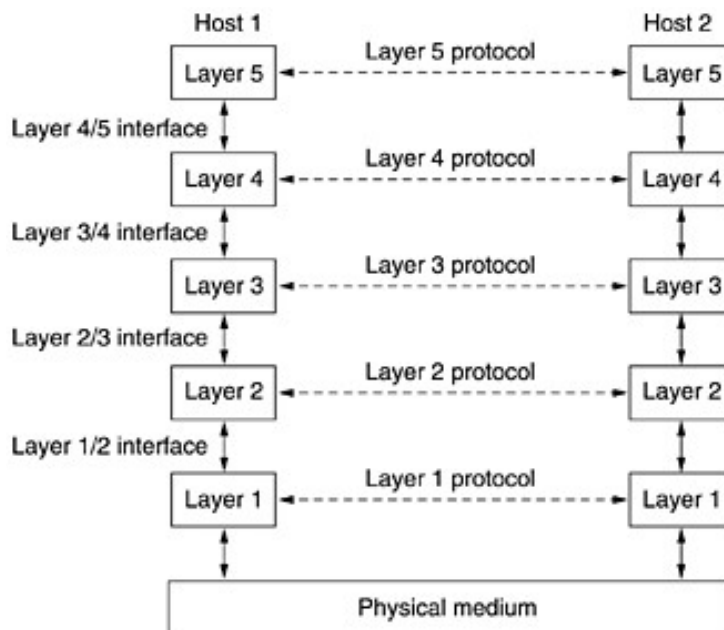 Host 1
Host 2
Layer 5 protocol
Layer 5
Layer 5
Layer 4/5 interface
Layer 4 protocol
Layer 4
Layer 4
Layer 3/4 interface
Layer 3 protocol
Layer 3
Layer 3
Layer 2/3 interface
Layer 2 protocol
Layer 2
Layer 2
Layer 1/2 interface
Layer 1 protocol
Layer 1
Layer 1
Physical medium